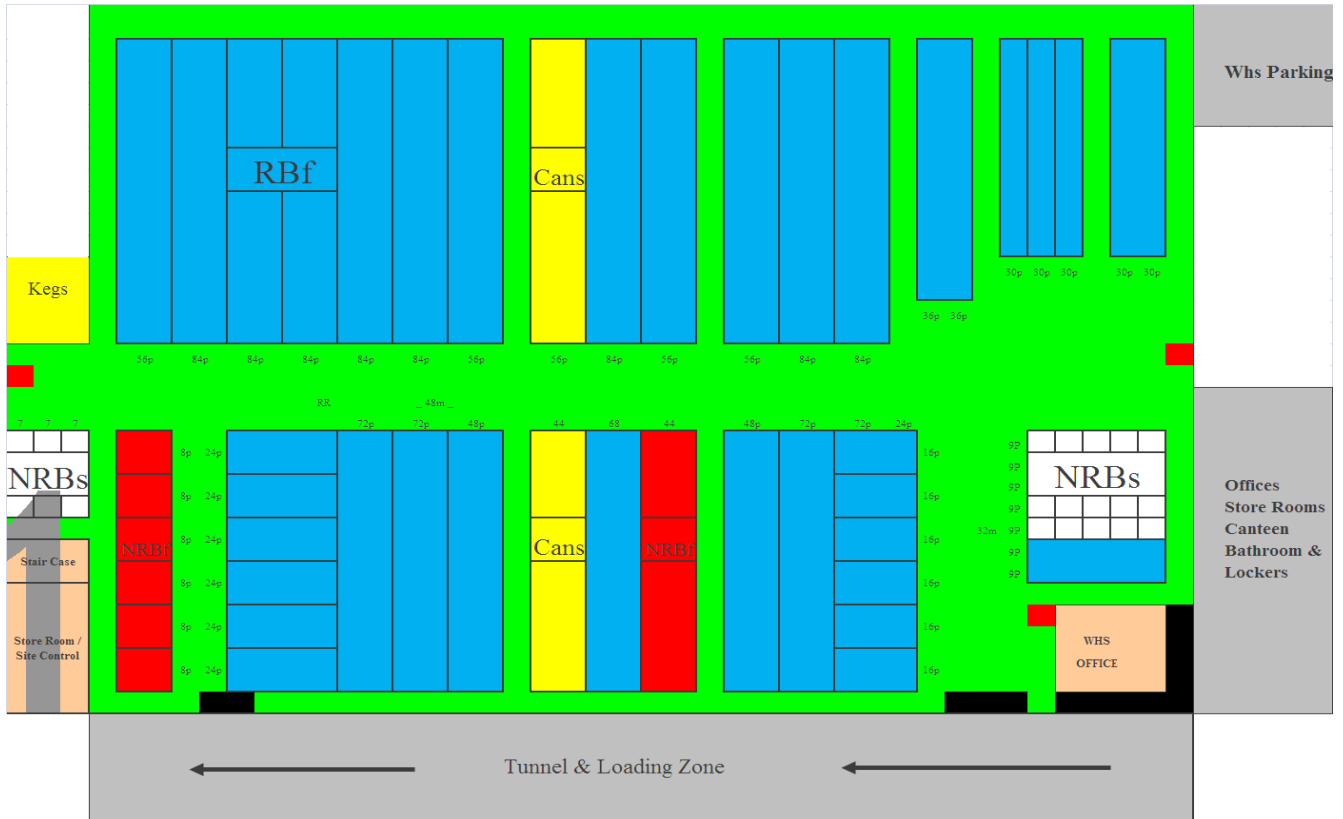 Whs Parking
RBf
Cans
Kegs
30p 30p 30p 30p 30p
36p 36p
56p 84p 84p 84p 84p 84p 56p 56p 84p 56p 56p 84p 84p
RR _ 48m _
7 7 7 72p 72p 48p 44 68 44 48p 72p 72p 24p
8p 24p 16p 9P
NRBs NRBs
9P
8p 24p 16p 9P
Offices
Store Rooms
Canteen
Bathroom &
Lockers
32m 9P
NRBf 8p 24p Cans NRBf 16p
Stair Case 9P
8p 24p 16p 9P
8p 24p 16p
Store Room /
Site Control
WHS
OFFICE
8p 24p 16p
9P
Tunnel & Loading Zone